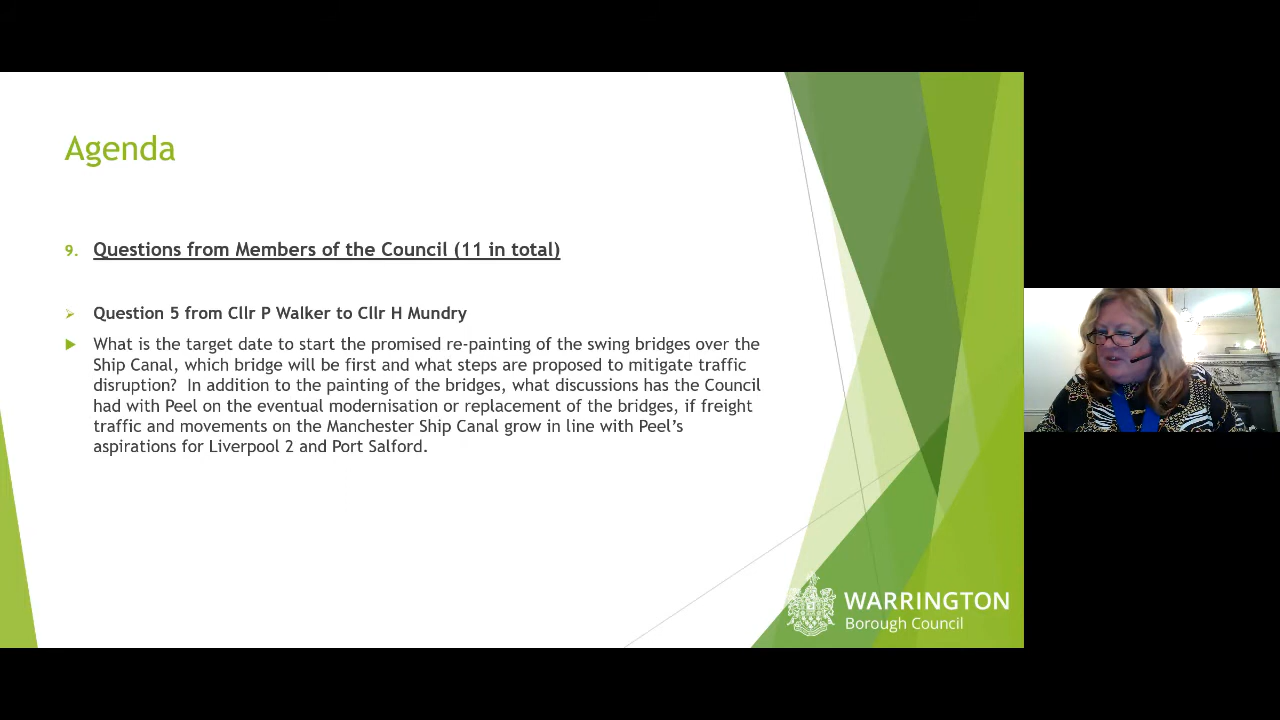 Agenda
9. Questions from Members of the Council (11 in total)
Question 5 from Cllr P Walker to Cllr H Mundry
What is the target date to start the promised re-painting of the swing bridges over the
Ship Canal, which bridge will be first and what steps are proposed to mitigate traffic
disruption? In addition to the painting of the bridges, what discussions has the Council
had with Peel on the eventual modernisation or replacement of the bridges, if freight
traffic and movements on the Manchester Ship Canal grow in line with Peel's
aspirations for Liverpool 2 and Port Salford.
WARRINGTON
Borough Council